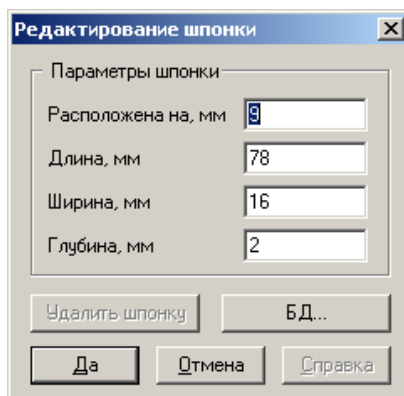 Редактирование шпонки
Параметры шпонки
Расположена на, мм 9
Длина, мм 78
Ширина, мм 16
Глубина, мм 2
Удалить шпонку БД...
Да Отмена Справка